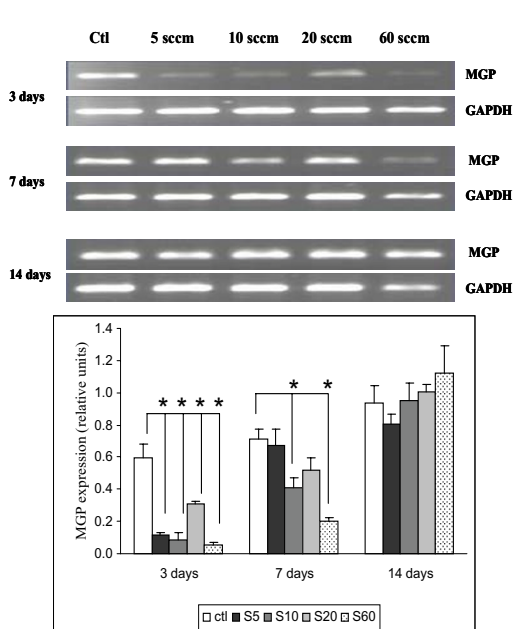 Ctl 5 sccm 10 sccm 20 sccm 60 sccm
MGP
3 days
GAPDH
MGP
7 days
GAPDH
MGP
14 days
GAPDH
MGP expression (relative units)
1.4
1.2
1.0
0.8
0.6
0.4
0.2
0.0
* * * *
* *
3 days 7 days 14 days
ctl S5 S10 S20 S60